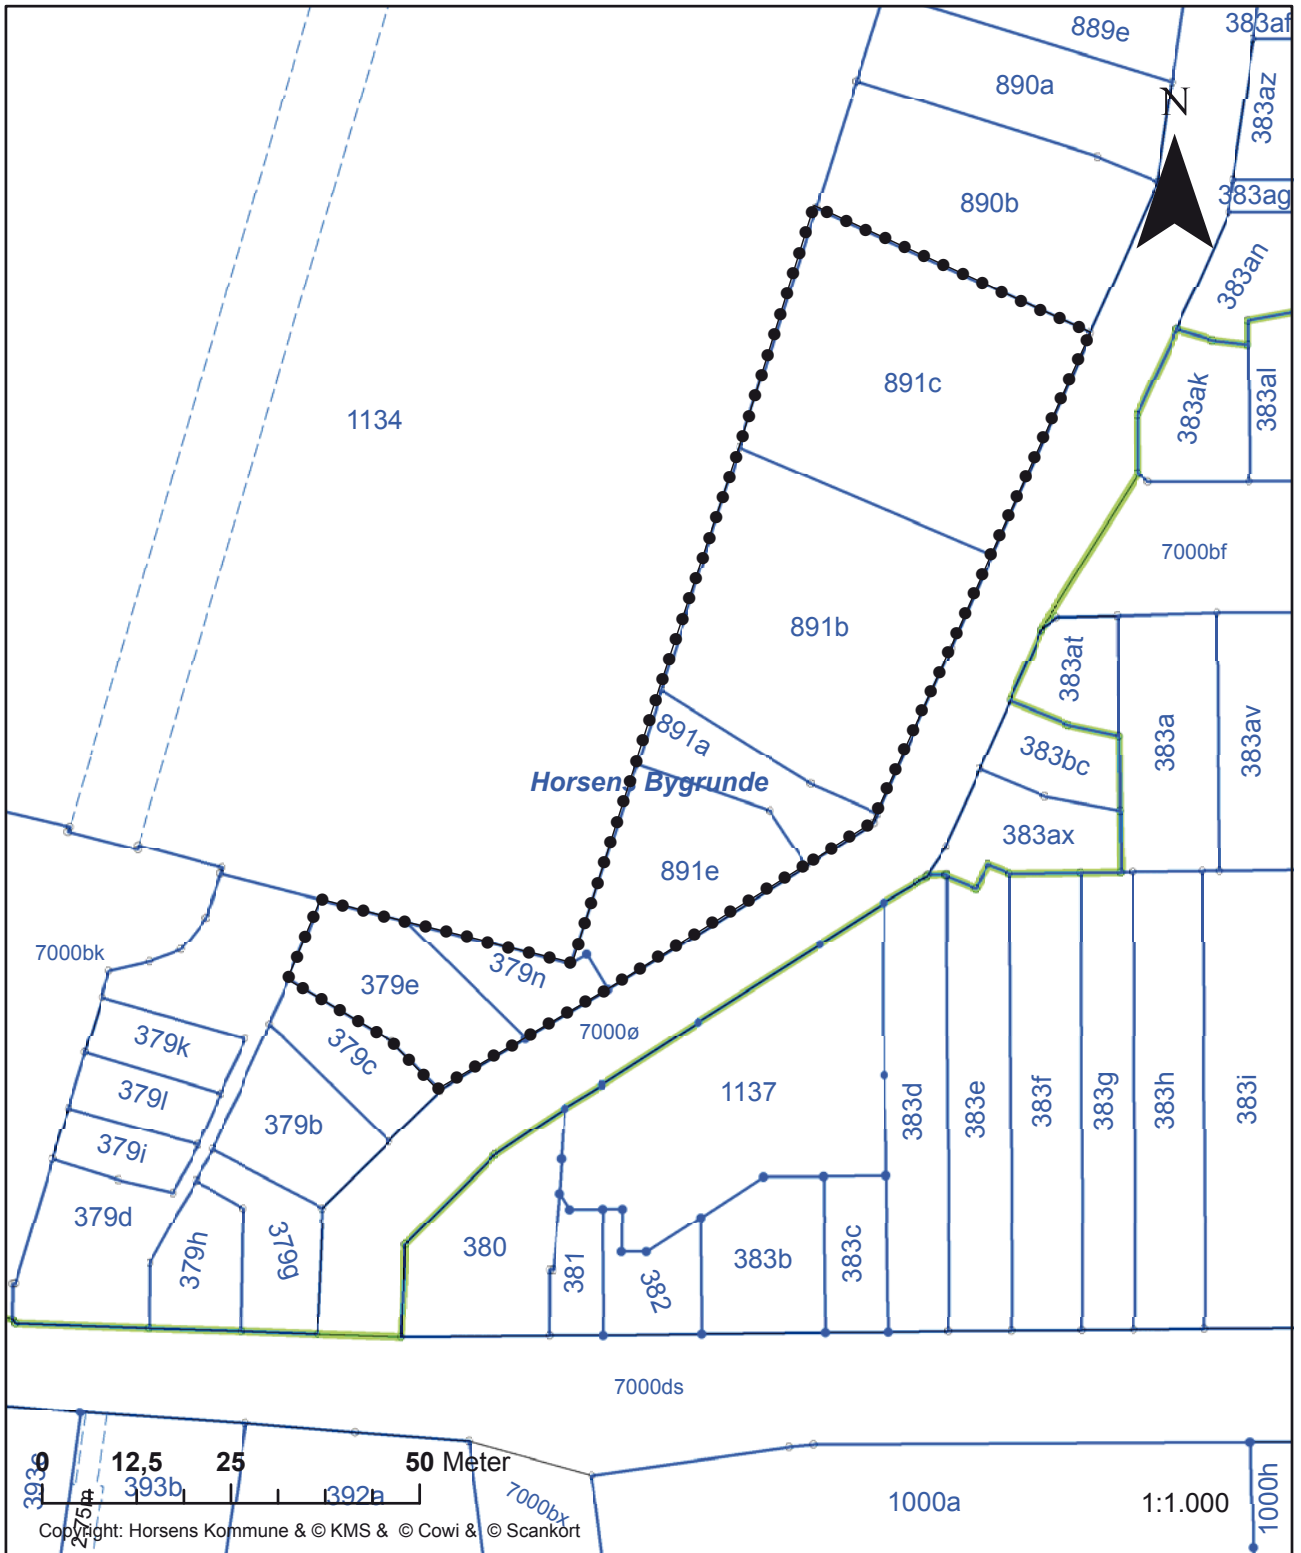 889e
383af
890a
N
383az
890b
383ag
383an
891c
383ak
383al
1134
7000bf
891b
383at
891a
383bc
383a
383av
Horsens Bygrunde
383ax
891e
7000bk
379e
379n
7000ø
379k
379c
379l
379b
1137
383d
383e
383f
383g
383h
383i
379i
379d
379h
379g
380
381
382
383b
383c
7000ds
0 12,5 25 50 Meter
393b
392a
7000bx
1000a
1:1.000
1000h
Copyright: Horsens Kommune & © KMS & © Cowi & © Scankort